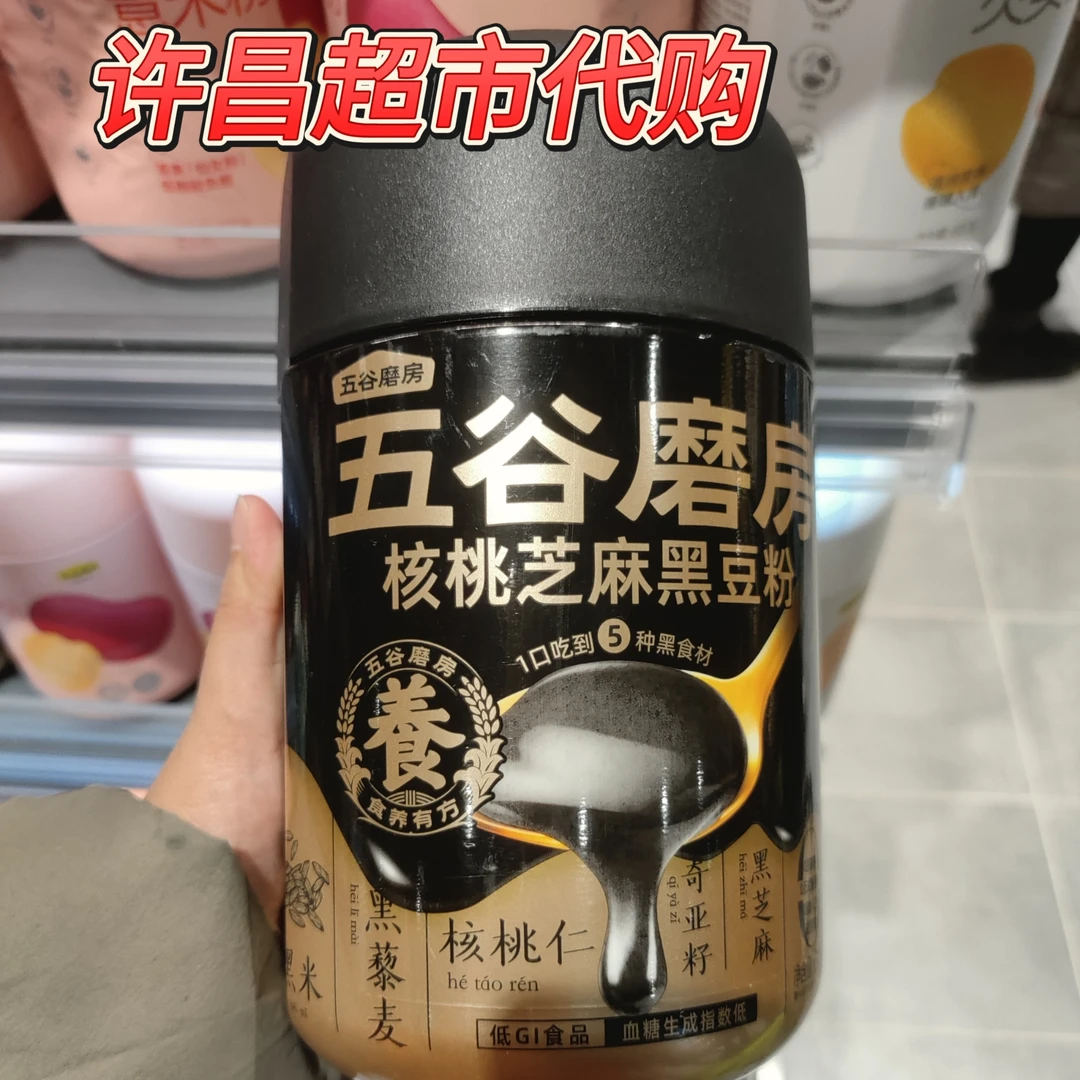 许昌超市代购
五谷磨房
五谷磨房
核桃芝麻黑豆粉
1口吃到5种黑食材
五谷磨房
養
食养有方
黑米
黑藜麦
hēi lí mài
核桃仁
hé táo rén
奇亚籽
qí yà zǐ
黑芝麻
hēi zhī má
低GI食品
血糖生成指数低